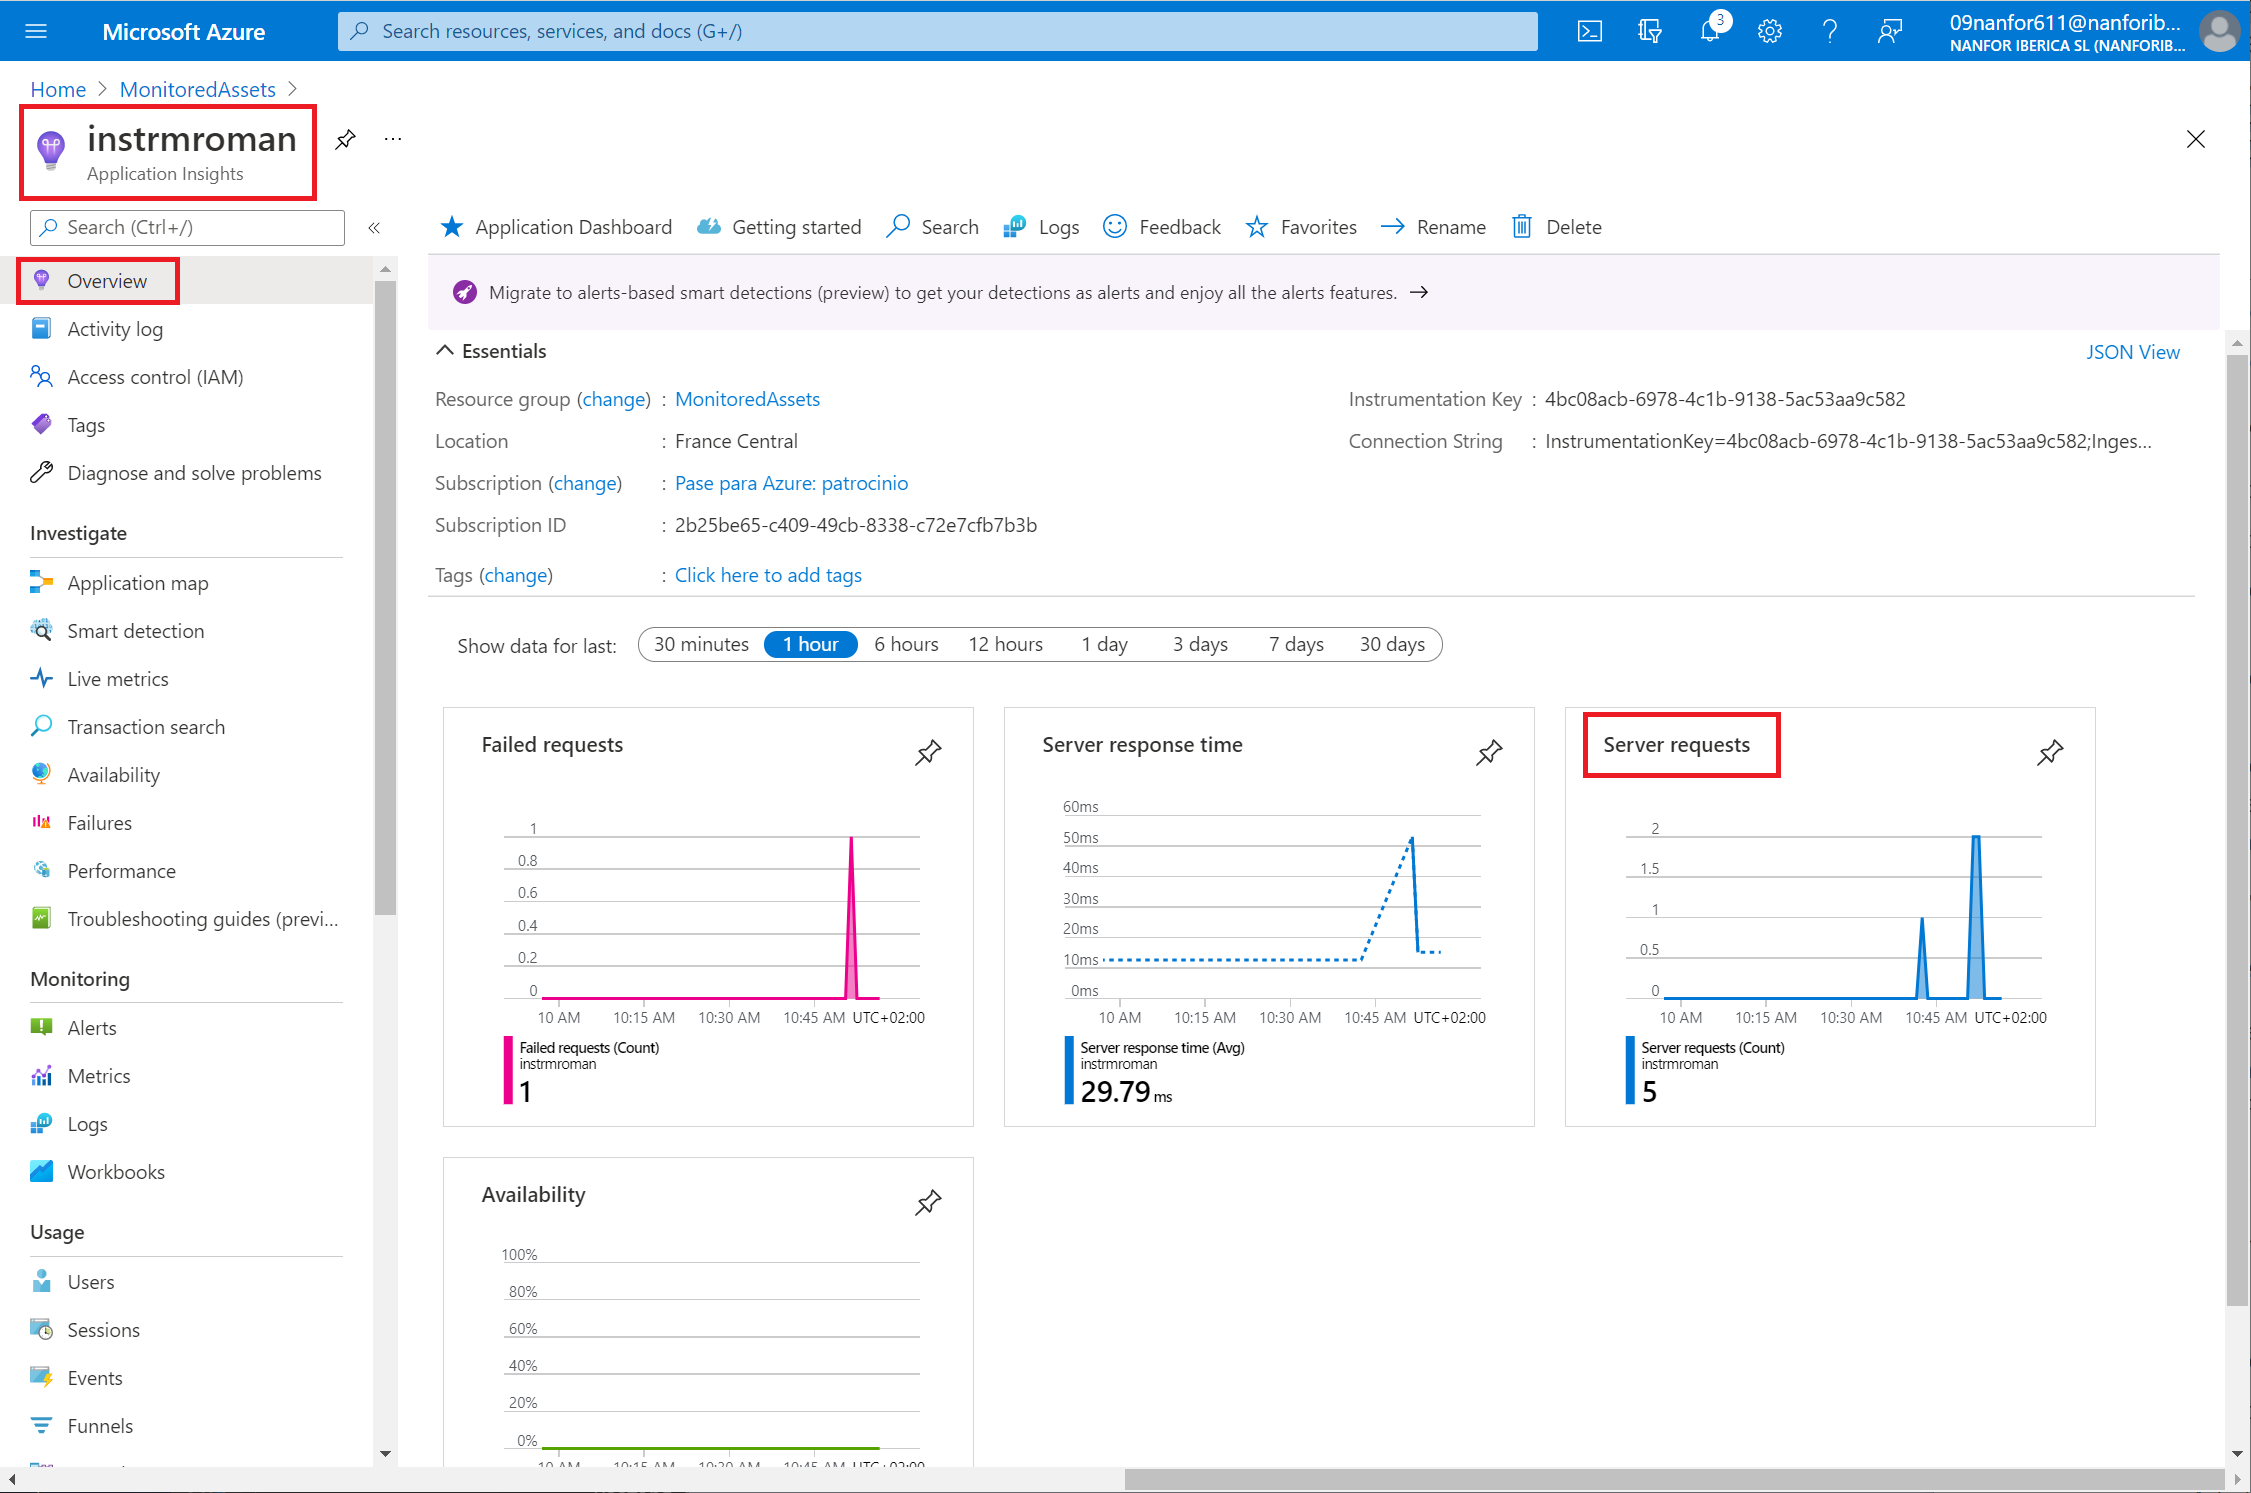 Microsoft Azure
Search resources, services, and docs (G+/)
3
09nanfor611@nanforib...
NANFOR IBERICA SL (NANFORIB...
Home > MonitoredAssets >
instrmroman
...
Application Insights
Search (Ctrl+/)
«
Application Dashboard
Getting started
Search
Logs
Feedback
Favorites
Rename
Delete
Overview
Activity log
Access control (IAM)
Tags
Diagnose and solve problems
Investigate
Application map
Smart detection
Live metrics
Transaction search
Availability
Failures
Performance
Troubleshooting guides (previ...
Monitoring
Alerts
Metrics
Logs
Workbooks
Usage
Users
Sessions
Events
Funnels
Migrate to alerts-based smart detections (preview) to get your detections as alerts and enjoy all the alerts features. →
Essentials
JSON View
Resource group (change) : MonitoredAssets
Location : France Central
Subscription (change) : Pase para Azure: patrocinio
Subscription ID : 2b25be65-c409-49cb-8338-c72e7cfb7b3b
Tags (change) : Click here to add tags
Instrumentation Key : 4bc08acb-6978-4c1b-9138-5ac53aa9c582
Connection String : InstrumentationKey=4bc08acb-6978-4c1b-9138-5ac53aa9c582;Inges...
Show data for last: 30 minutes 1 hour 6 hours 12 hours 1 day 3 days 7 days 30 days
Failed requests
1
0.8
0.6
0.4
0.2
0
10 AM 10:15 AM 10:30 AM 10:45 AM UTC+02:00
Failed requests (Count)
instrmroman
1
Server response time
60ms
50ms
40ms
30ms
20ms
10ms
0ms
10 AM 10:15 AM 10:30 AM 10:45 AM UTC+02:00
Server response time (Avg)
instrmroman
29.79 ms
Server requests
2
1.5
1
0.5
0
10 AM 10:15 AM 10:30 AM 10:45 AM UTC+02:00
Server requests (Count)
instrmroman
5
Availability
100%
80%
60%
40%
20%
0%
10 AM 10:15 AM 10:30 AM 10:45 AM UTC+02:00